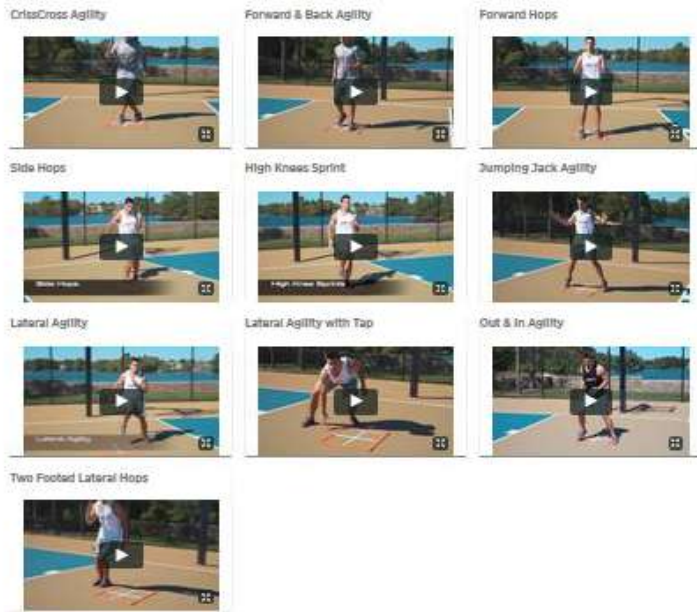 CrissCross Agility
Forward & Back Agility
Forward Hops
Side Hops
High Knees Sprint
Jumping Jack Agility
Side Hops
High Knee Sprints
Lateral Agility
Lateral Agility with Tap
Out & In Agility
Lateral Agility
Two Footed Lateral Hops